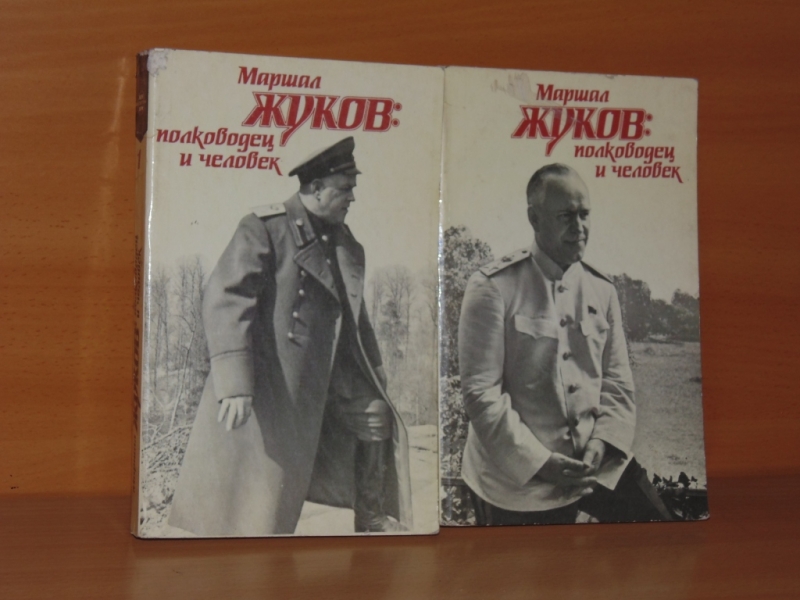 Маршал
ЖУКОВ:
полководец
и человек
Маршал
ЖУКОВ:
полководец
и человек